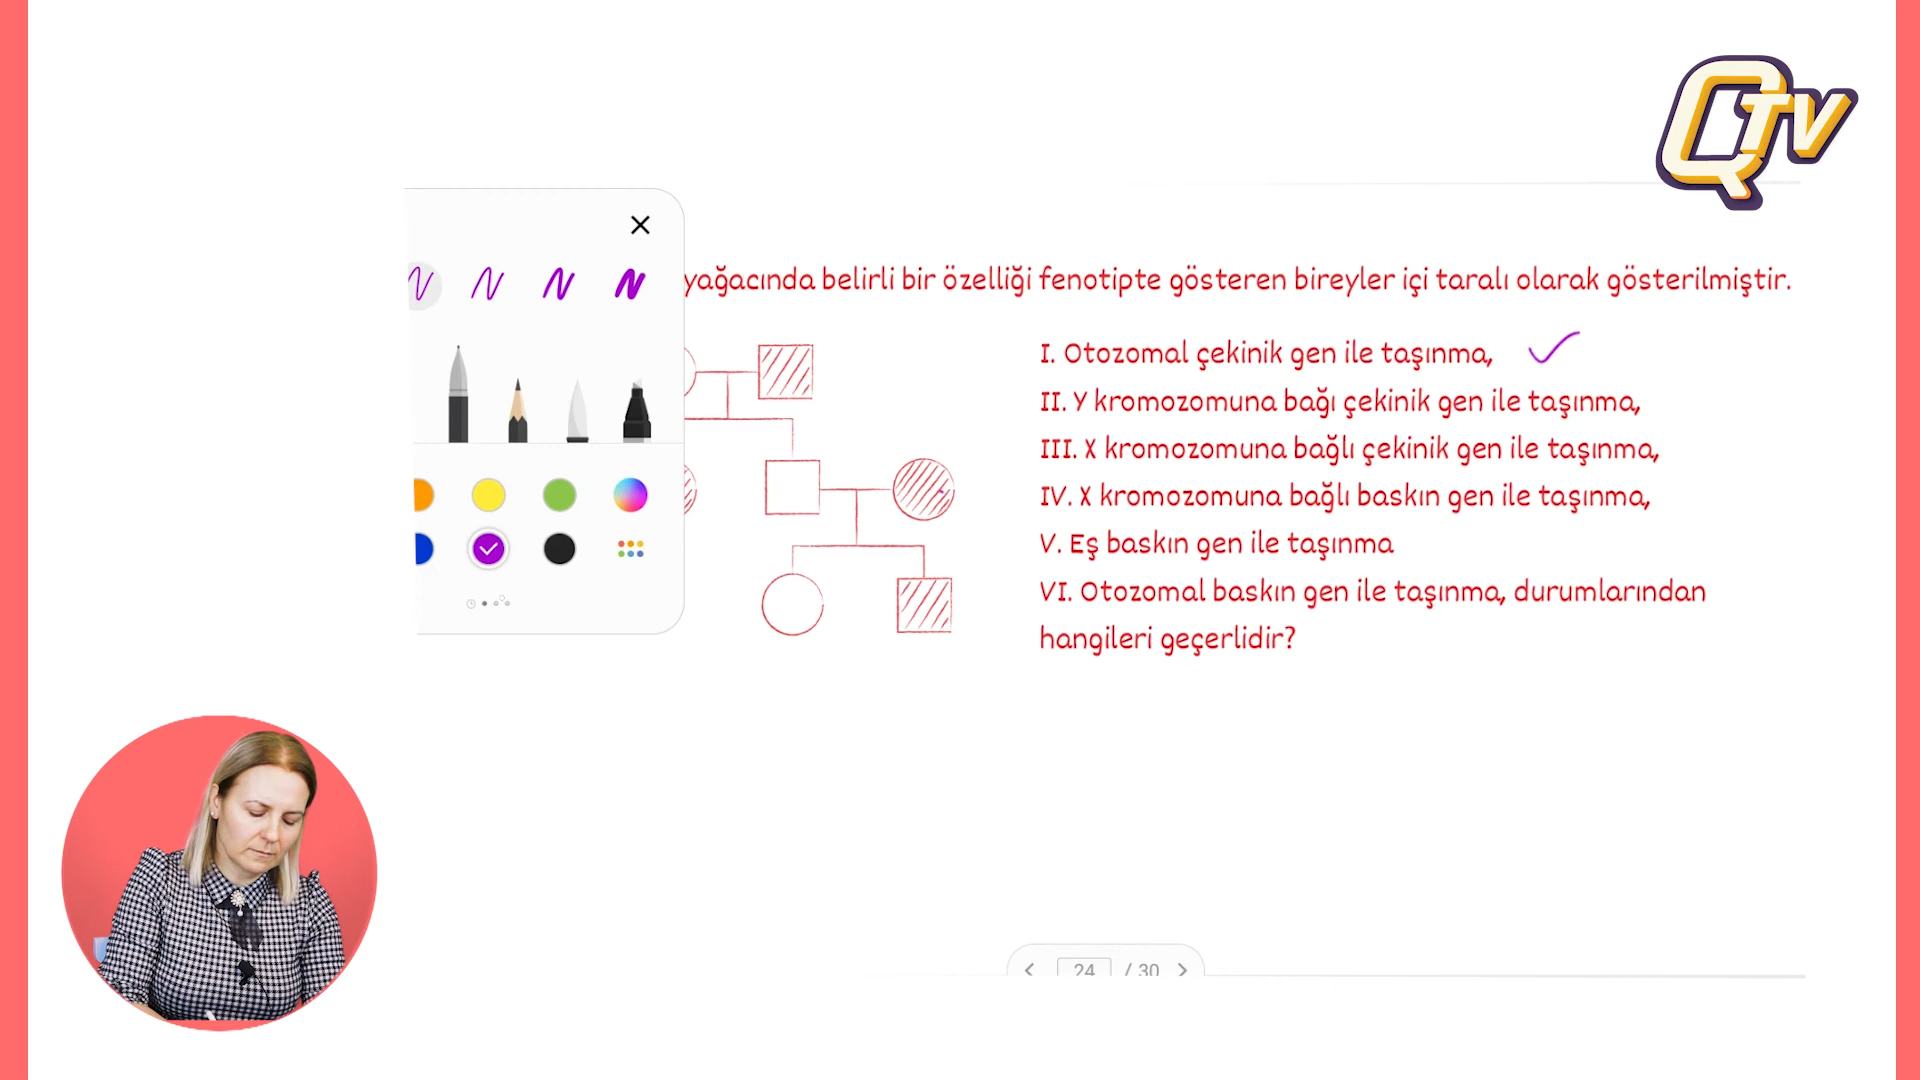 QTV
yağacında belirli bir özelliği fenotipte gösteren bireyler içi taralı olarak gösterilmiştir.
I. Otozomal çekinik gen ile taşınma,
II. Y kromozomuna bağı çekinik gen ile taşınma,
III. X kromozomuna bağlı çekinik gen ile taşınma,
IV. X kromozomuna bağlı baskın gen ile taşınma,
V. Eş baskın gen ile taşınma
VI. Otozomal baskın gen ile taşınma, durumlarından
hangileri geçerlidir?
24 / 30